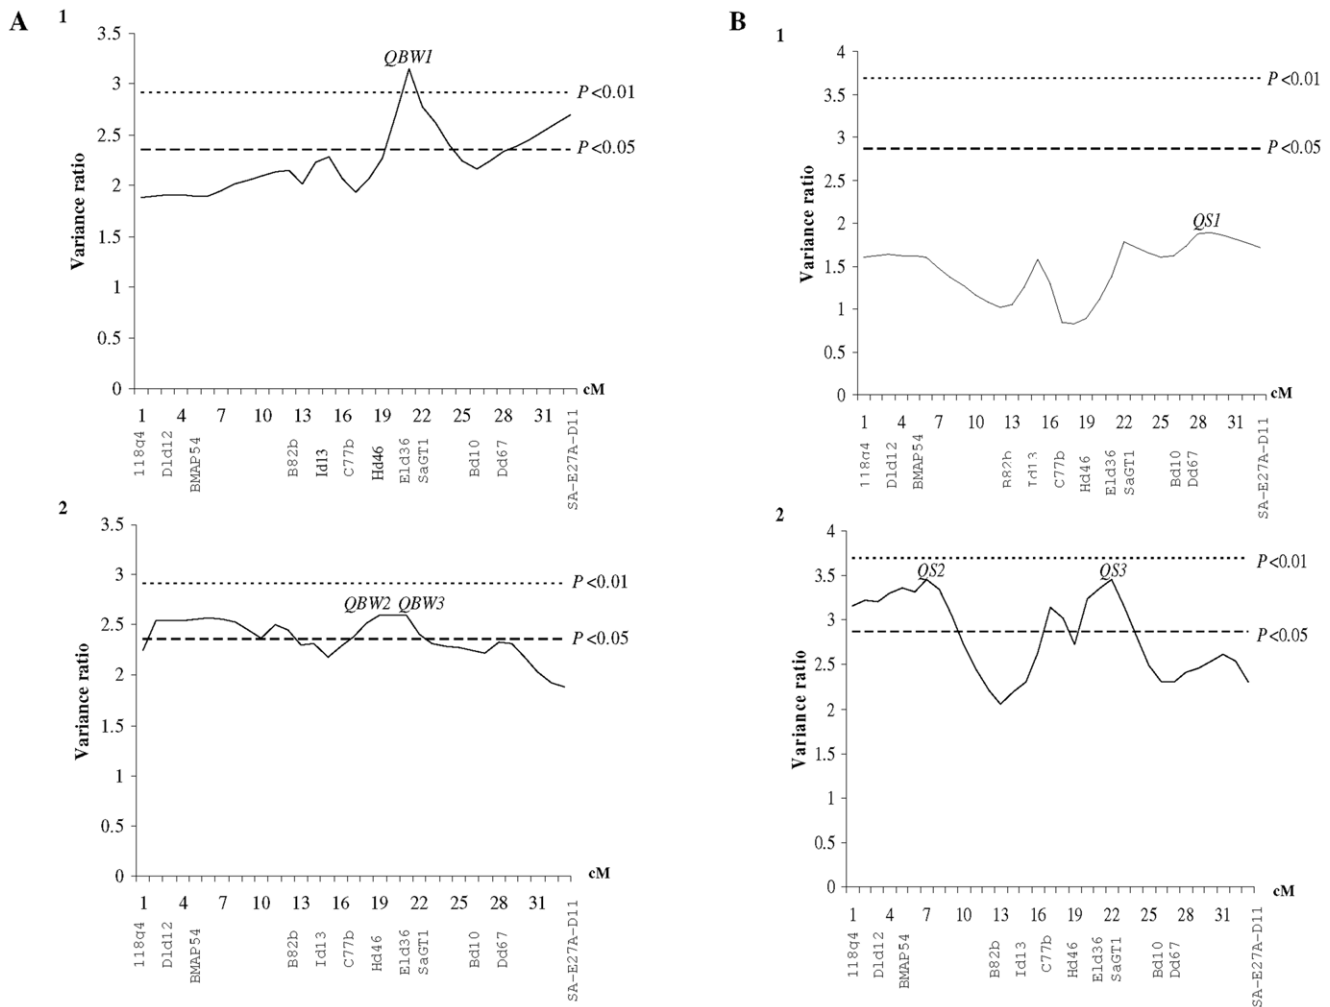 A
1
3.5
3
2.5
2
1.5
1
0.5
0
Variance ratio
QBW1
P<0.01
P<0.05
cM
1 4 7 10 13 16 19 22 25 28 31
118q4 Dld12 BMAP54 B82b Id13 C77b Hd46 Eld36 SaGT1 Bd10 Dd67 SA-E27A-D11
2
3.5
3
2.5
2
1.5
1
0.5
0
Variance ratio
QBW2 QBW3
P<0.01
P<0.05
cM
1 4 7 10 13 16 19 22 25 28 31
118q4 Dld12 BMAP54 B82b Id13 C77b Hd46 Eld36 SaGT1 Bd10 Dd67 SA-E27A-D11
B
1
4
3.5
3
2.5
2
1.5
1
0.5
0
Variance ratio
QS1
P<0.01
P<0.05
cM
1 4 7 10 13 16 19 22 25 28 31
118q4 Dld12 BMAP54 B82b Id13 C77b Hd46 Eld36 SaGT1 Bd10 Dd67 SA-E27A-D11
2
4
3.5
3
2.5
2
1.5
1
0.5
0
Variance ratio
QS2 QS3
P<0.01
P<0.05
cM
1 4 7 10 13 16 19 22 25 28 31
118q4 Dld12 BMAP54 B82b Id13 C77b Hd46 Eld36 SaGT1 Bd10 Dd67 SA-E27A-D11